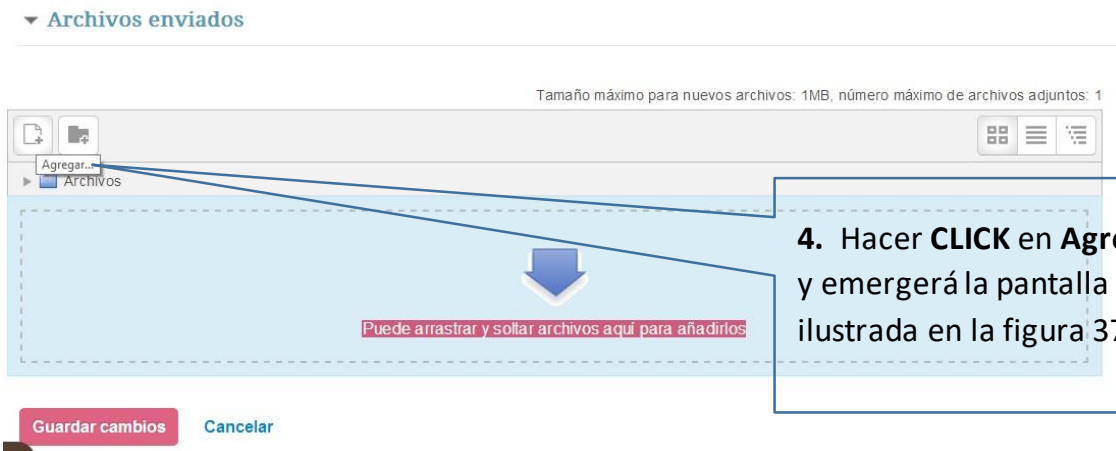 Archivos enviados
Tamaño máximo para nuevos archivos: 1MB, número máximo de archivos adjuntos: 1
Agregar...
Archivos
4. Hacer CLICK en
y emergerá la pantalla
ilustrada en la figura 37
Puede arrastrar y soltar archivos aquí para añadirlos
Guardar cambios
Cancelar